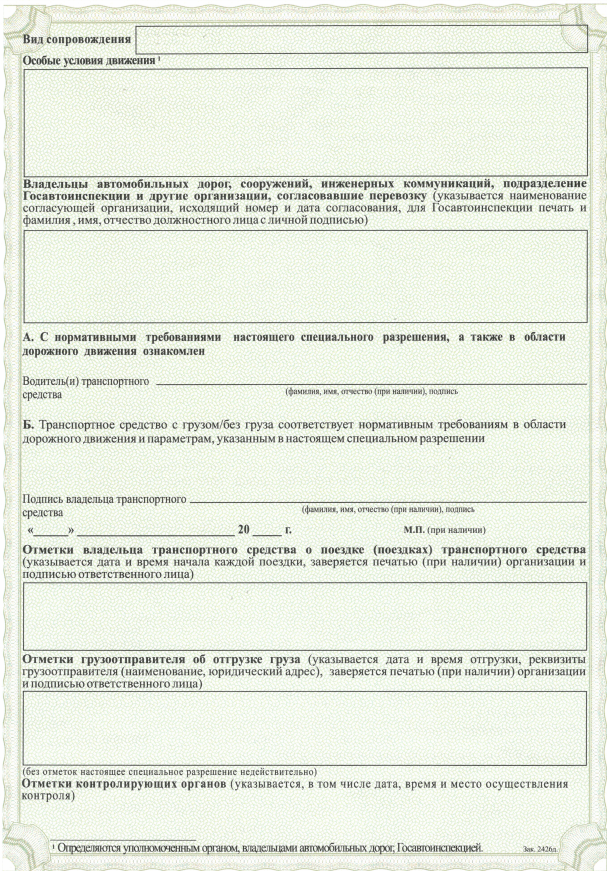 Вид сопровождения
Особые условия движения ¹
Владельцы автомобильных дорог, сооружений, инженерных коммуникаций, подразделение
Госавтоинспекции и другие организации, согласовавшие перевозку (указывается наименование
согласующей организации, исходящий номер и дата согласования, для Госавтоинспекции печать и
фамилия , имя, отчество должностного лица с личной подписью)
А. С нормативными требованиями настоящего специального разрешения, а также в области
дорожного движения ознакомлен
Водитель(и) транспортного
средства
(фамилия, имя, отчество (при наличии), подпись
Б. Транспортное средство с грузом/без груза соответствует нормативным требованиям в области
дорожного движения и параметрам, указанным в настоящем специальном разрешении
Подпись владельца транспортного
средства
(фамилия, имя, отчество (при наличии), подпись
«_____» ______________________ 20 ____ г. М.П. (при наличии)
Отметки владельца транспортного средства о поездке (поездках) транспортного средства
(указывается дата и время начала каждой поездки, заверяется печатью (при наличии) организации и
подписью ответственного лица)
Отметки грузоотправителя об отгрузке груза (указывается дата и время отгрузки, реквизиты
грузоотправителя (наименование, юридический адрес), заверяется печатью (при наличии) организации
и подписью ответственного лица)
(без отметок настоящее специальное разрешение недействительно)
Отметки контролирующих органов (указывается, в том числе дата, время и место осуществления
контроля)
¹ Определяются уполномоченным органом, владельцами автомобильных дорог, Госавтоинспекцией.
Зак. 2426д.